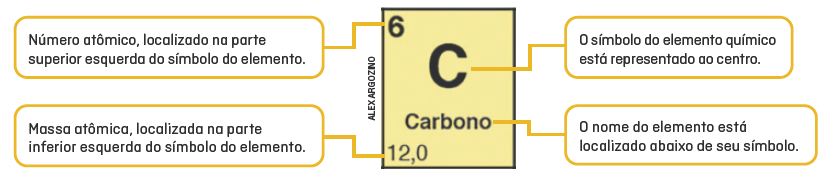 Número atômico, localizado na parte
superior esquerda do símbolo do elemento.
Massa atômica, localizada na parte
inferior esquerda do símbolo do elemento.
ALEX ARGOZINO
6
C
Carbono
12,0
O símbolo do elemento químico
está representado ao centro.
O nome do elemento está
localizado abaixo de seu símbolo.